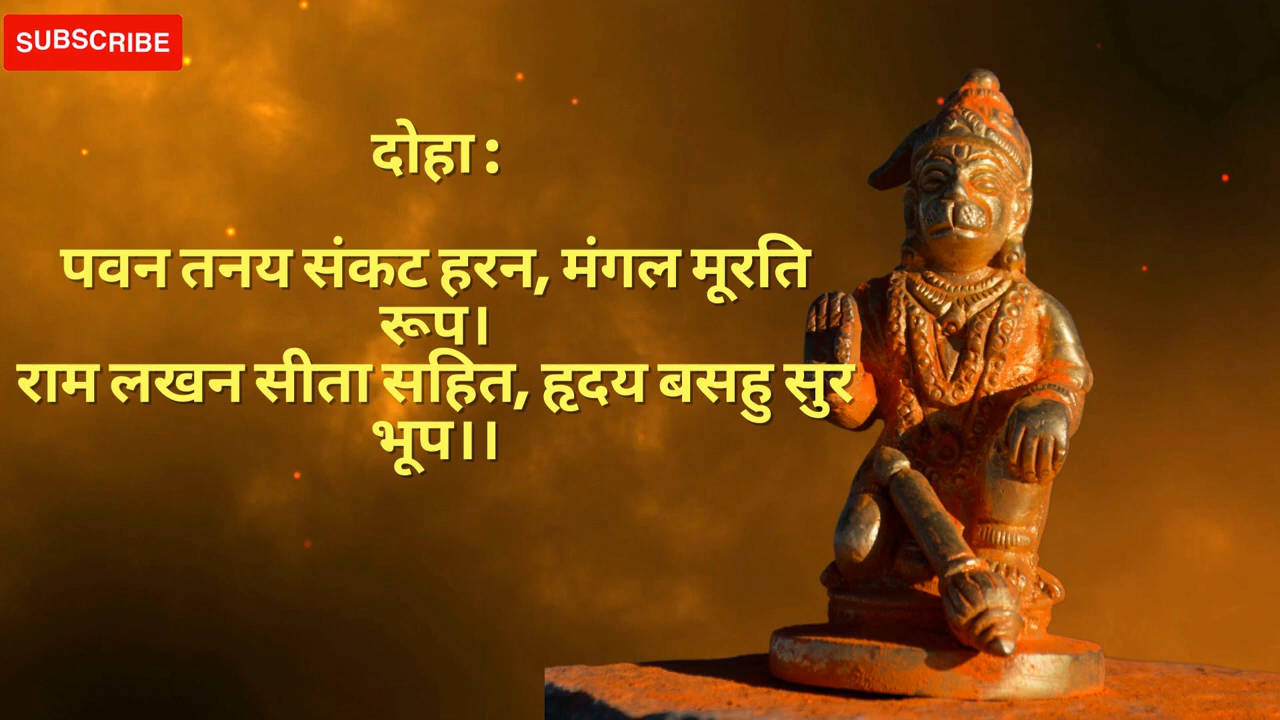 SUBSCRIBE
दोहा :
पवन तनय संकट हरन, मंगल मूरति
रूप।
राम लखन सीता सहित, हृदय बसहु सुर
भूप।।